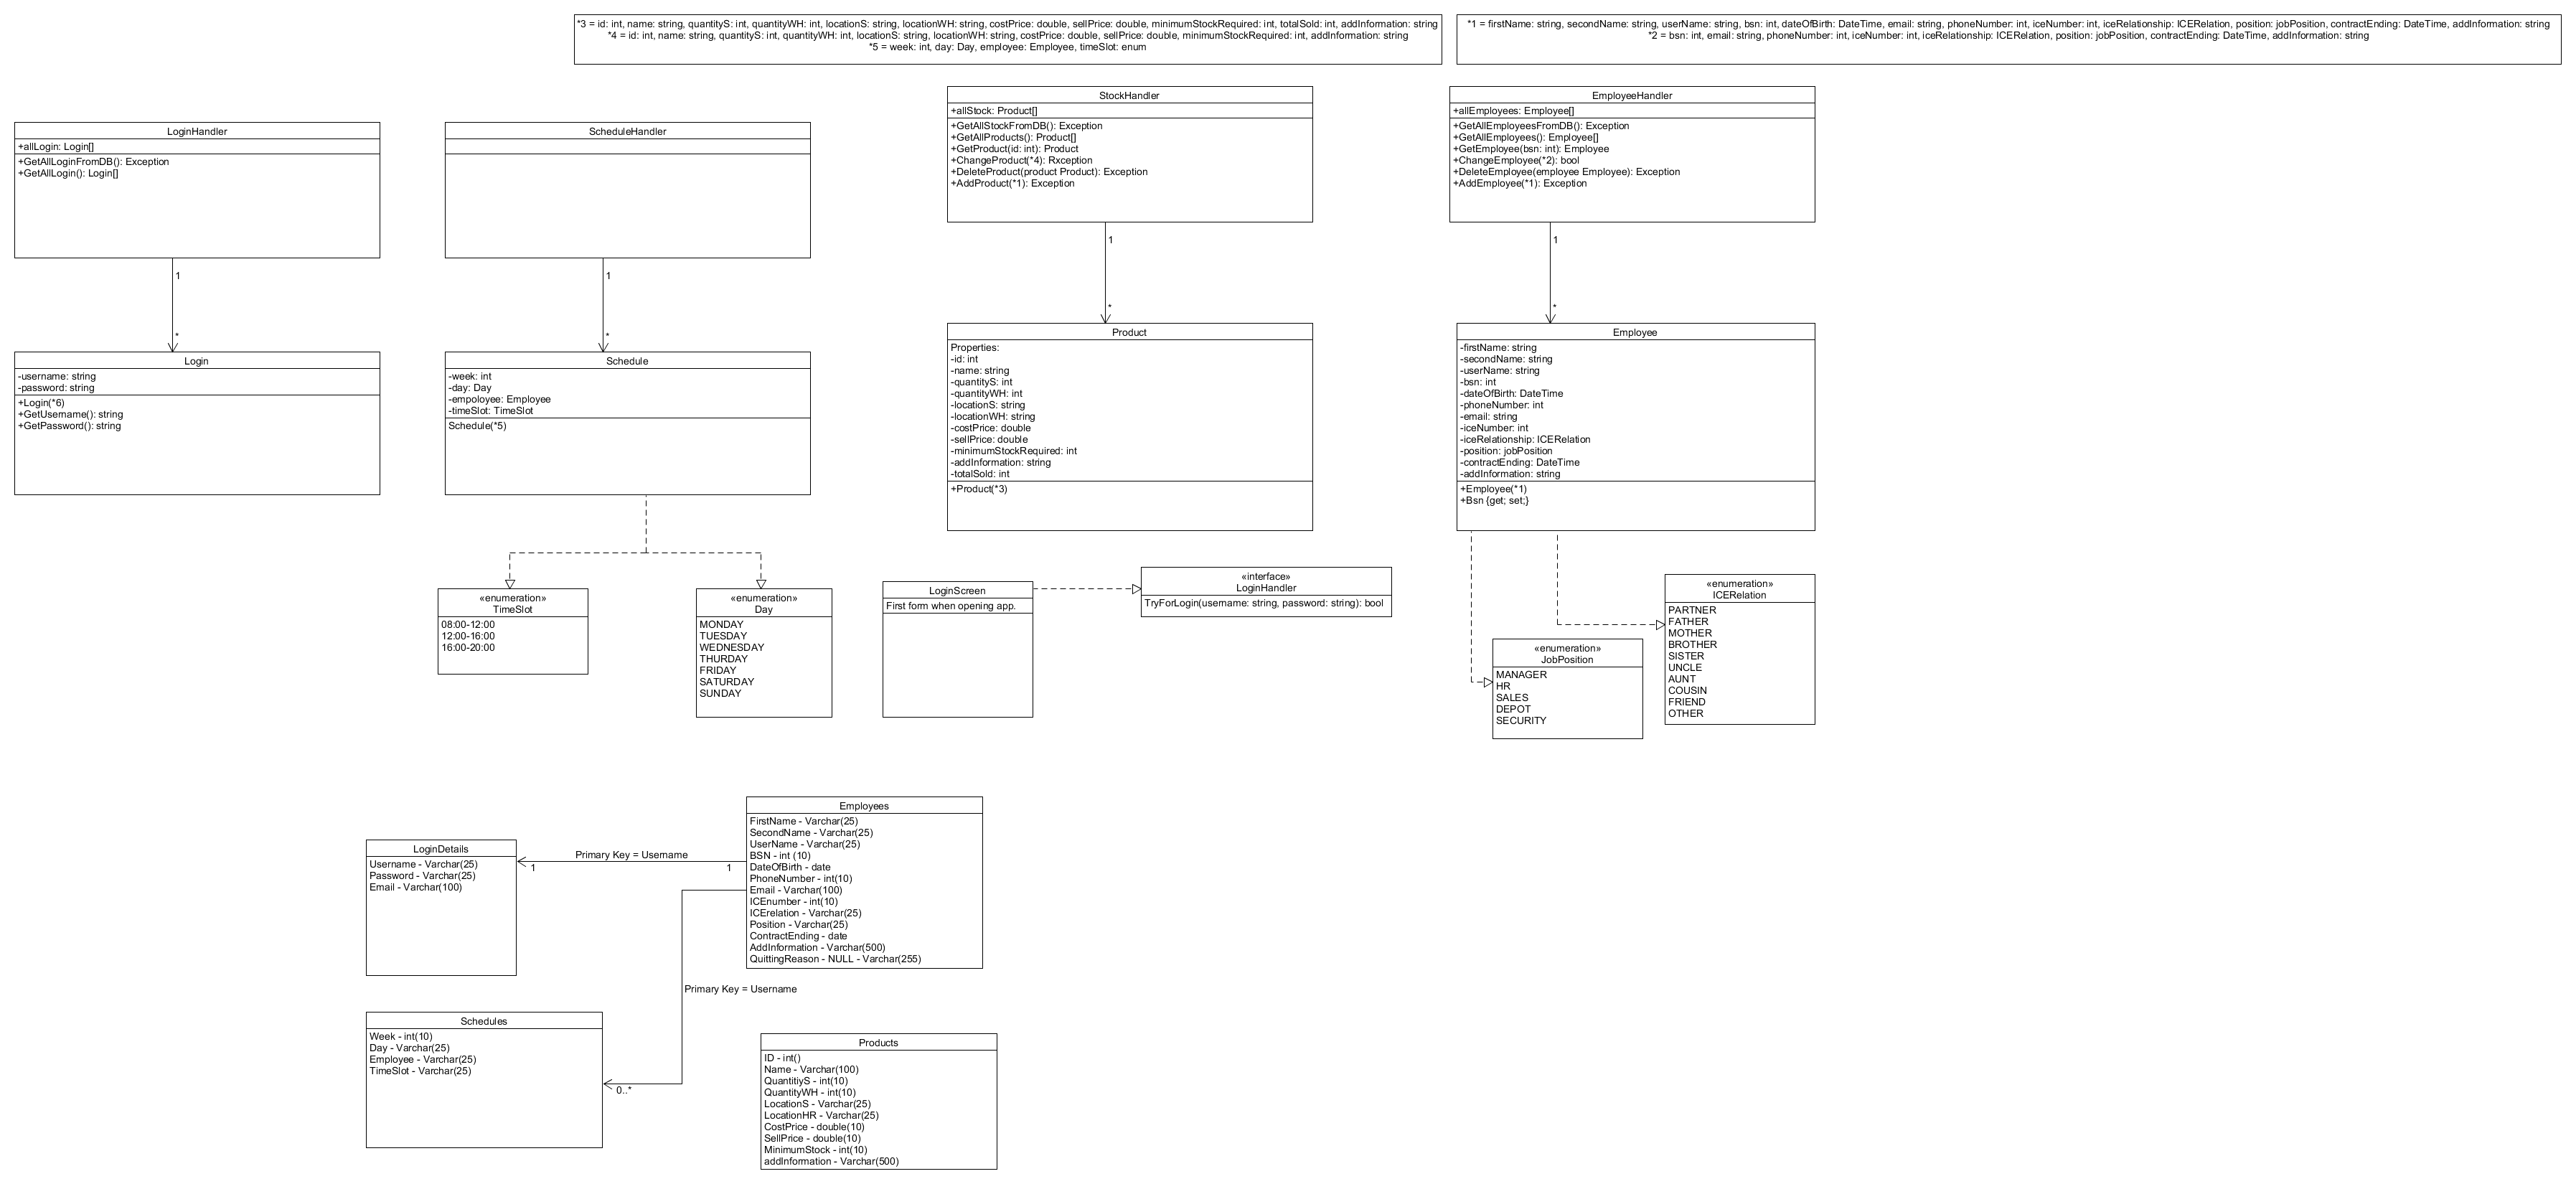 *3 = id: int, name: string, quantityS: int, quantityWH: int, locationS: string, locationWH: string, costPrice: double, sellPrice: double, minimumStockRequired: int, totalSold: int, addInformation: string
*4 = id: int, name: string, quantityS: int, quantityWH: int, locationS: string, locationWH: string, costPrice: double, sellPrice: double, minimumStockRequired: int, addInformation: string
*5 = week: int, day: Day, employee: Employee, timeSlot: enum
*1 = firstName: string, secondName: string, userName: string, bsn: int, dateOfBirth: DateTime, email: string, phoneNumber: int, iceNumber: int, iceRelationship: ICERelation, position: jobPosition, contractEnding: DateTime, addInformation: string
*2 = bsn: int, email: string, phoneNumber: int, iceNumber: int, iceRelationship: ICERelation, position: jobPosition, contractEnding: DateTime, addInformation: string
LoginHandler
+allLogin: Login[]
+GetAllLoginFromDB(): Exception
+GetAllLogin(): Login[]
1
*
ScheduleHandler
1
*
StockHandler
+allStock: Product[]
+GetAllStockFromDB(): Exception
+GetAllProducts(): Product[]
+GetProduct(id: int): Product
+ChangeProduct(*4): Rxception
+DeleteProduct(product Product): Exception
+AddProduct(*1): Exception
1
*
EmployeeHandler
+allEmployees: Employee[]
+GetAllEmployeesFromDB(): Exception
+GetAllEmployees(): Employee[]
+GetEmployee(bsn: int): Employee
+ChangeEmployee(*2): bool
+DeleteEmployee(employee Employee): Exception
+AddEmployee(*1): Exception
1
*
Login
-username: string
-password: string
+Login(*6)
+GetUsername(): string
+GetPassword(): string
Schedule
-week: int
-day: Day
-empoloyee: Employee
-timeSlot: TimeSlot
Schedule(*5)
Product
Properties:
-id: int
-name: string
-quantityS: int
-quantityWH: int
-locationS: string
-locationWH: string
-costPrice: double
-sellPrice: double
-minimumStockRequired: int
-addInformation: string
-totalSold: int
+Product(*3)
Employee
-firstName: string
-secondName: string
-userName: string
-bsn: int
-dateOfBirth: DateTime
-phoneNumber: int
-email: string
-iceNumber: int
-iceRelationship: ICERelation
-position: jobPosition
-contractEnding: DateTime
-addInformation: string
+Employee(*1)
+Bsn {get; set;}
«enumeration»
TimeSlot
08:00-12:00
12:00-16:00
16:00-20:00
«enumeration»
Day
MONDAY
TUESDAY
WEDNESDAY
THURDAY
FRIDAY
SATURDAY
SUNDAY
LoginScreen
First form when opening app.
«interface»
LoginHandler
TryForLogin(username: string, password: string): bool
«enumeration»
JobPosition
MANAGER
HR
SALES
DEPOT
SECURITY
«enumeration»
ICERelation
PARTNER
FATHER
MOTHER
BROTHER
SISTER
UNCLE
AUNT
COUSIN
FRIEND
OTHER
LoginDetails
Username - Varchar(25)
Password - Varchar(25)
Email - Varchar(100)
Primary Key = Username
1
1
Employees
FirstName - Varchar(25)
SecondName - Varchar(25)
UserName - Varchar(25)
BSN - int (10)
DateOfBirth - date
PhoneNumber - int(10)
Email - Varchar(100)
ICEnumber - int(10)
ICErelation - Varchar(25)
Position - Varchar(25)
ContractEnding - date
AddInformation - Varchar(500)
QuittingReason - NULL - Varchar(255)
Primary Key = Username
Schedules
Week - int(10)
Day - Varchar(25)
Employee - Varchar(25)
TimeSlot - Varchar(25)
0..*
Products
ID - int()
Name - Varchar(100)
QuantitiyS - int(10)
QuantityWH - int(10)
LocationS - Varchar(25)
LocationHR - Varchar(25)
CostPrice - double(10)
SellPrice - double(10)
MinimumStock - int(10)
addInformation - Varchar(500)